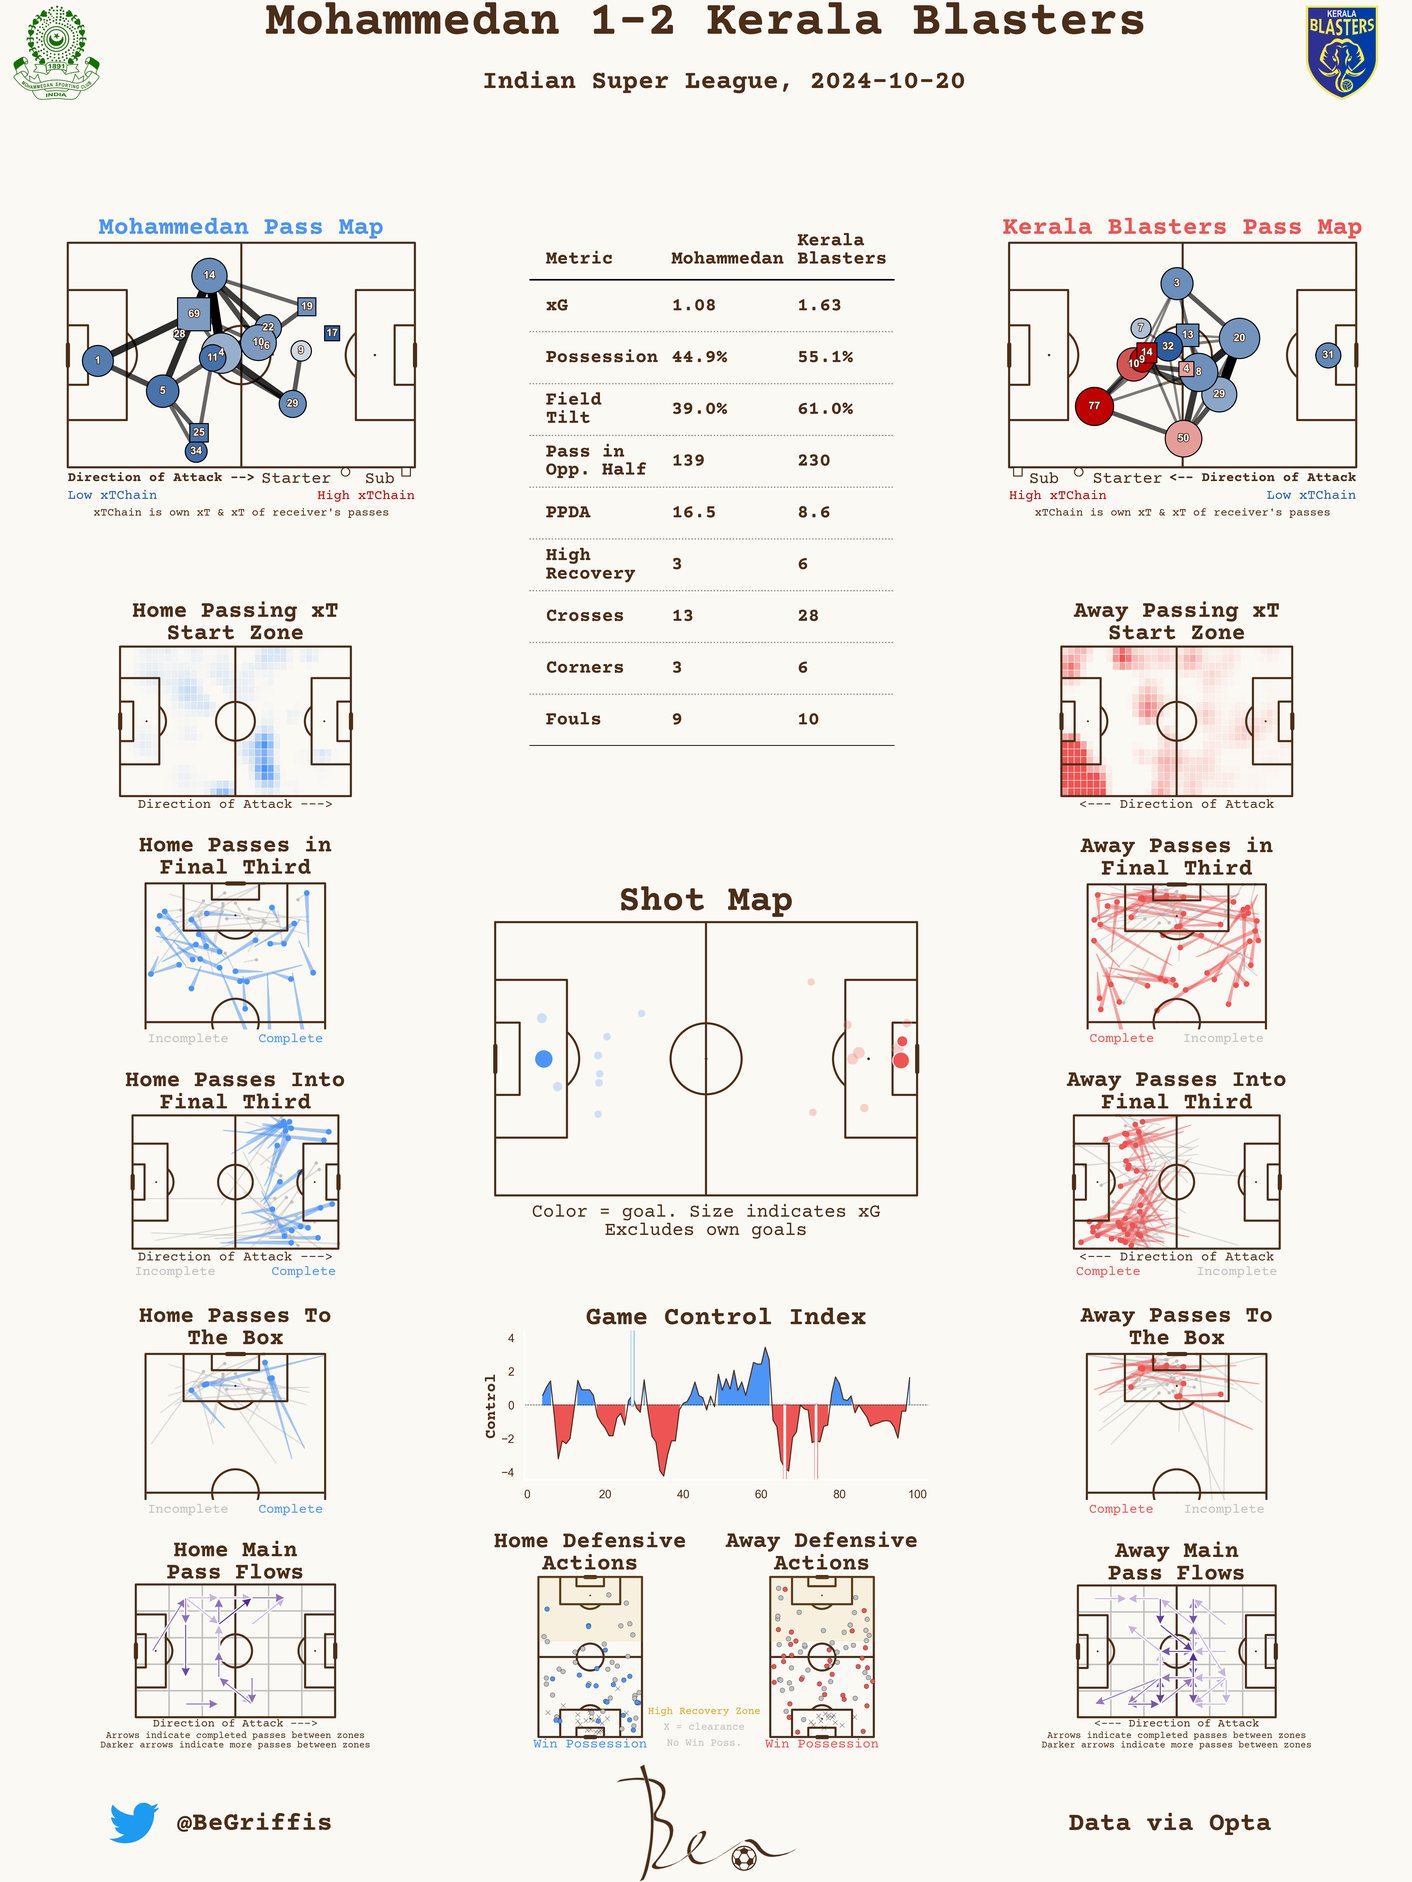 Mohammedan 1-2 Kerala Blasters
Indian Super League, 2024-10-20
1891
MOHAMMEDAN SPORTING CLUB
INDIA
KERALA
BLASTERS
Mohammedan Pass Map
14
19
69
22
28
17
10
6
9
11
4
1
5
29
25
34
Direction of Attack --> Starter Sub
Low xTChain High xTChain
xTChain is own xT & xT of receiver's passes
Metric Mohammedan Kerala Blasters
xG 1.08 1.63
Possession 44.9% 55.1%
Field Tilt 39.0% 61.0%
Pass in Opp. Half 139 230
PPDA 16.5 8.6
High Recovery 3 6
Crosses 13 28
Corners 3 6
Fouls 9 10
Kerala Blasters Pass Map
3
7
13
20
32
14
31
10
9
4
8
29
77
50
Sub Starter <-- Direction of Attack
High xTChain Low xTChain
xTChain is own xT & xT of receiver's passes
Home Passing xT
Start Zone
Direction of Attack --->
Away Passing xT
Start Zone
<--- Direction of Attack
Home Passes in
Final Third
Incomplete Complete
Away Passes in
Final Third
Complete Incomplete
Shot Map
Color = goal. Size indicates xG
Excludes own goals
Home Passes Into
Final Third
Direction of Attack --->
Incomplete Complete
Away Passes Into
Final Third
<--- Direction of Attack
Complete Incomplete
Home Passes To
The Box
Incomplete Complete
Game Control Index
Control
4
2
0
−2
−4
0 20 40 60 80 100
Away Passes To
The Box
Complete Incomplete
Home Main
Pass Flows
Direction of Attack --->
Arrows indicate completed passes between zones
Darker arrows indicate more passes between zones
Home Defensive
Actions
Win Possession
High Recovery Zone
X = clearance
No Win Poss.
Away Defensive
Actions
Win Possession
Away Main
Pass Flows
<--- Direction of Attack
Arrows indicate completed passes between zones
Darker arrows indicate more passes between zones
@BeGriffis
Ben
Data via Opta